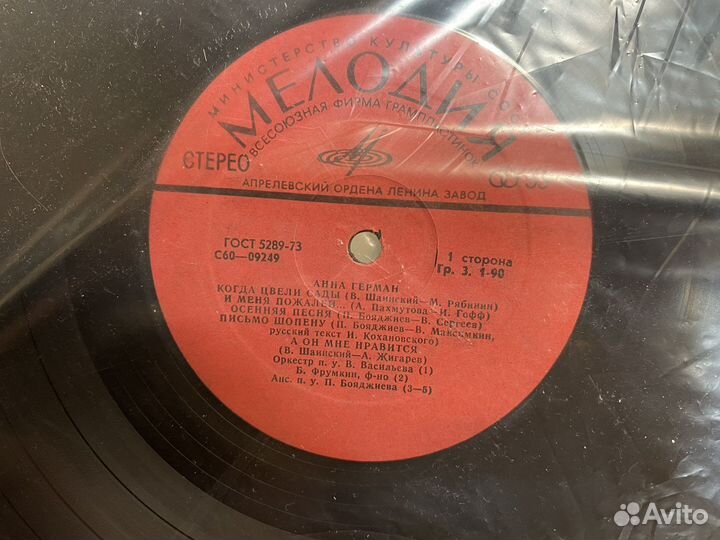 МИНИСТЕРСТВО КУЛЬТУРЫ СССР
МЕЛОДИЯ
ВСЕСОЮЗНАЯ ФИРМА ГРАМПЛАСТИНОК
СТЕРЕО
33
АПРЕЛЕВСКИЙ ОРДЕНА ЛЕНИНА ЗАВОД
ГОСТ 5289-73
С60—09249
1 сторона
Гр. 3. 1-90
АННА ГЕРМАН
КОГДА ЦВЕЛИ САДЫ (В. Шаинский—М. Рябинин)
И МЕНЯ ПОЖАЛЕЙ... (А. Пахмутова—И. Гофф)
ОСЕННЯЯ ПЕСНЯ (П. Бояджиев—В. Сергеев)
ПИСЬМО ШОПЕНУ (П. Бояджиев—В. Максимкин,
русский текст И. Кохановского)
А ОН МНЕ НРАВИТСЯ
(В. Шаинский—А. Жигарев)
Оркестр п. у. В. Васильева (1)
Б. Фрумкин, ф-но (2)
Анс. п. у. П. Бояджиева (3—5)
Avito